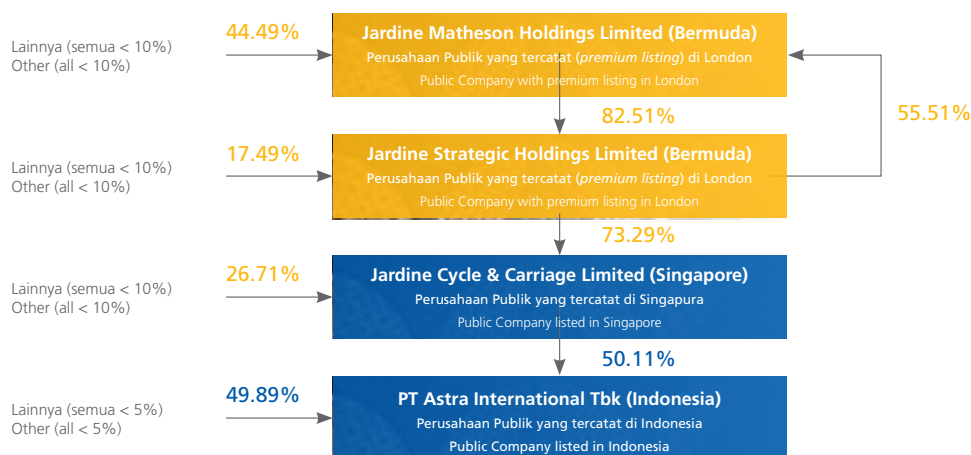 44.49%
Lainnya (semua < 10%)
Other (all < 10%)
Jardine Matheson Holdings Limited (Bermuda)
Perusahaan Publik yang tercatat (premium listing) di London
Public Company with premium listing in London
82.51%
55.51%
17.49%
Lainnya (semua < 10%)
Other (all < 10%)
Jardine Strategic Holdings Limited (Bermuda)
Perusahaan Publik yang tercatat (premium listing) di London
Public Company with premium listing in London
73.29%
26.71%
Lainnya (semua < 10%)
Other (all < 10%)
Jardine Cycle & Carriage Limited (Singapore)
Perusahaan Publik yang tercatat di Singapura
Public Company listed in Singapore
50.11%
49.89%
Lainnya (semua < 5%)
Other (all < 5%)
PT Astra International Tbk (Indonesia)
Perusahaan Publik yang tercatat di Indonesia
Public Company listed in Indonesia